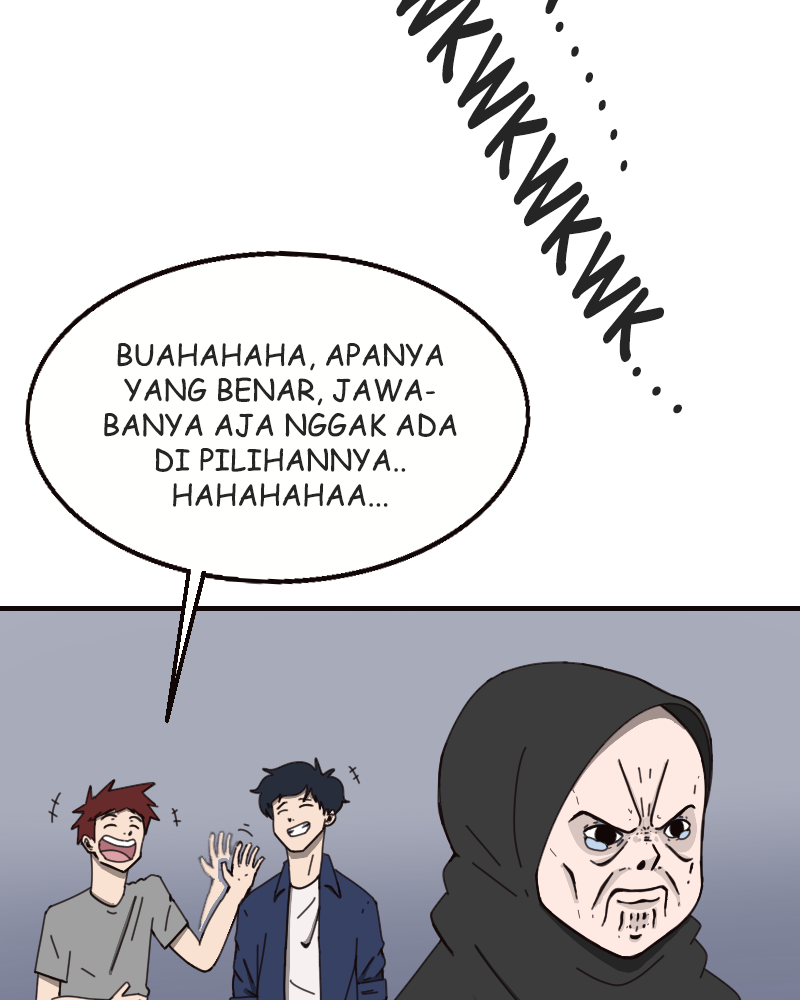 WKWKWKWKWK...
BUAHAHAHA, APANYA
YANG BENAR, JAWA-
BANYA AJA NGGAK ADA
DI PILIHANNYA..
HAHAHAHAA...